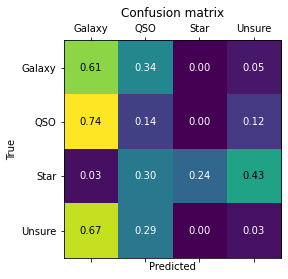 Confusion matrix
Galaxy QSO Star Unsure
Galaxy 0.61 0.34 0.00 0.05
QSO 0.74 0.14 0.00 0.12
Star 0.03 0.30 0.24 0.43
Unsure 0.67 0.29 0.00 0.03
True
Predicted